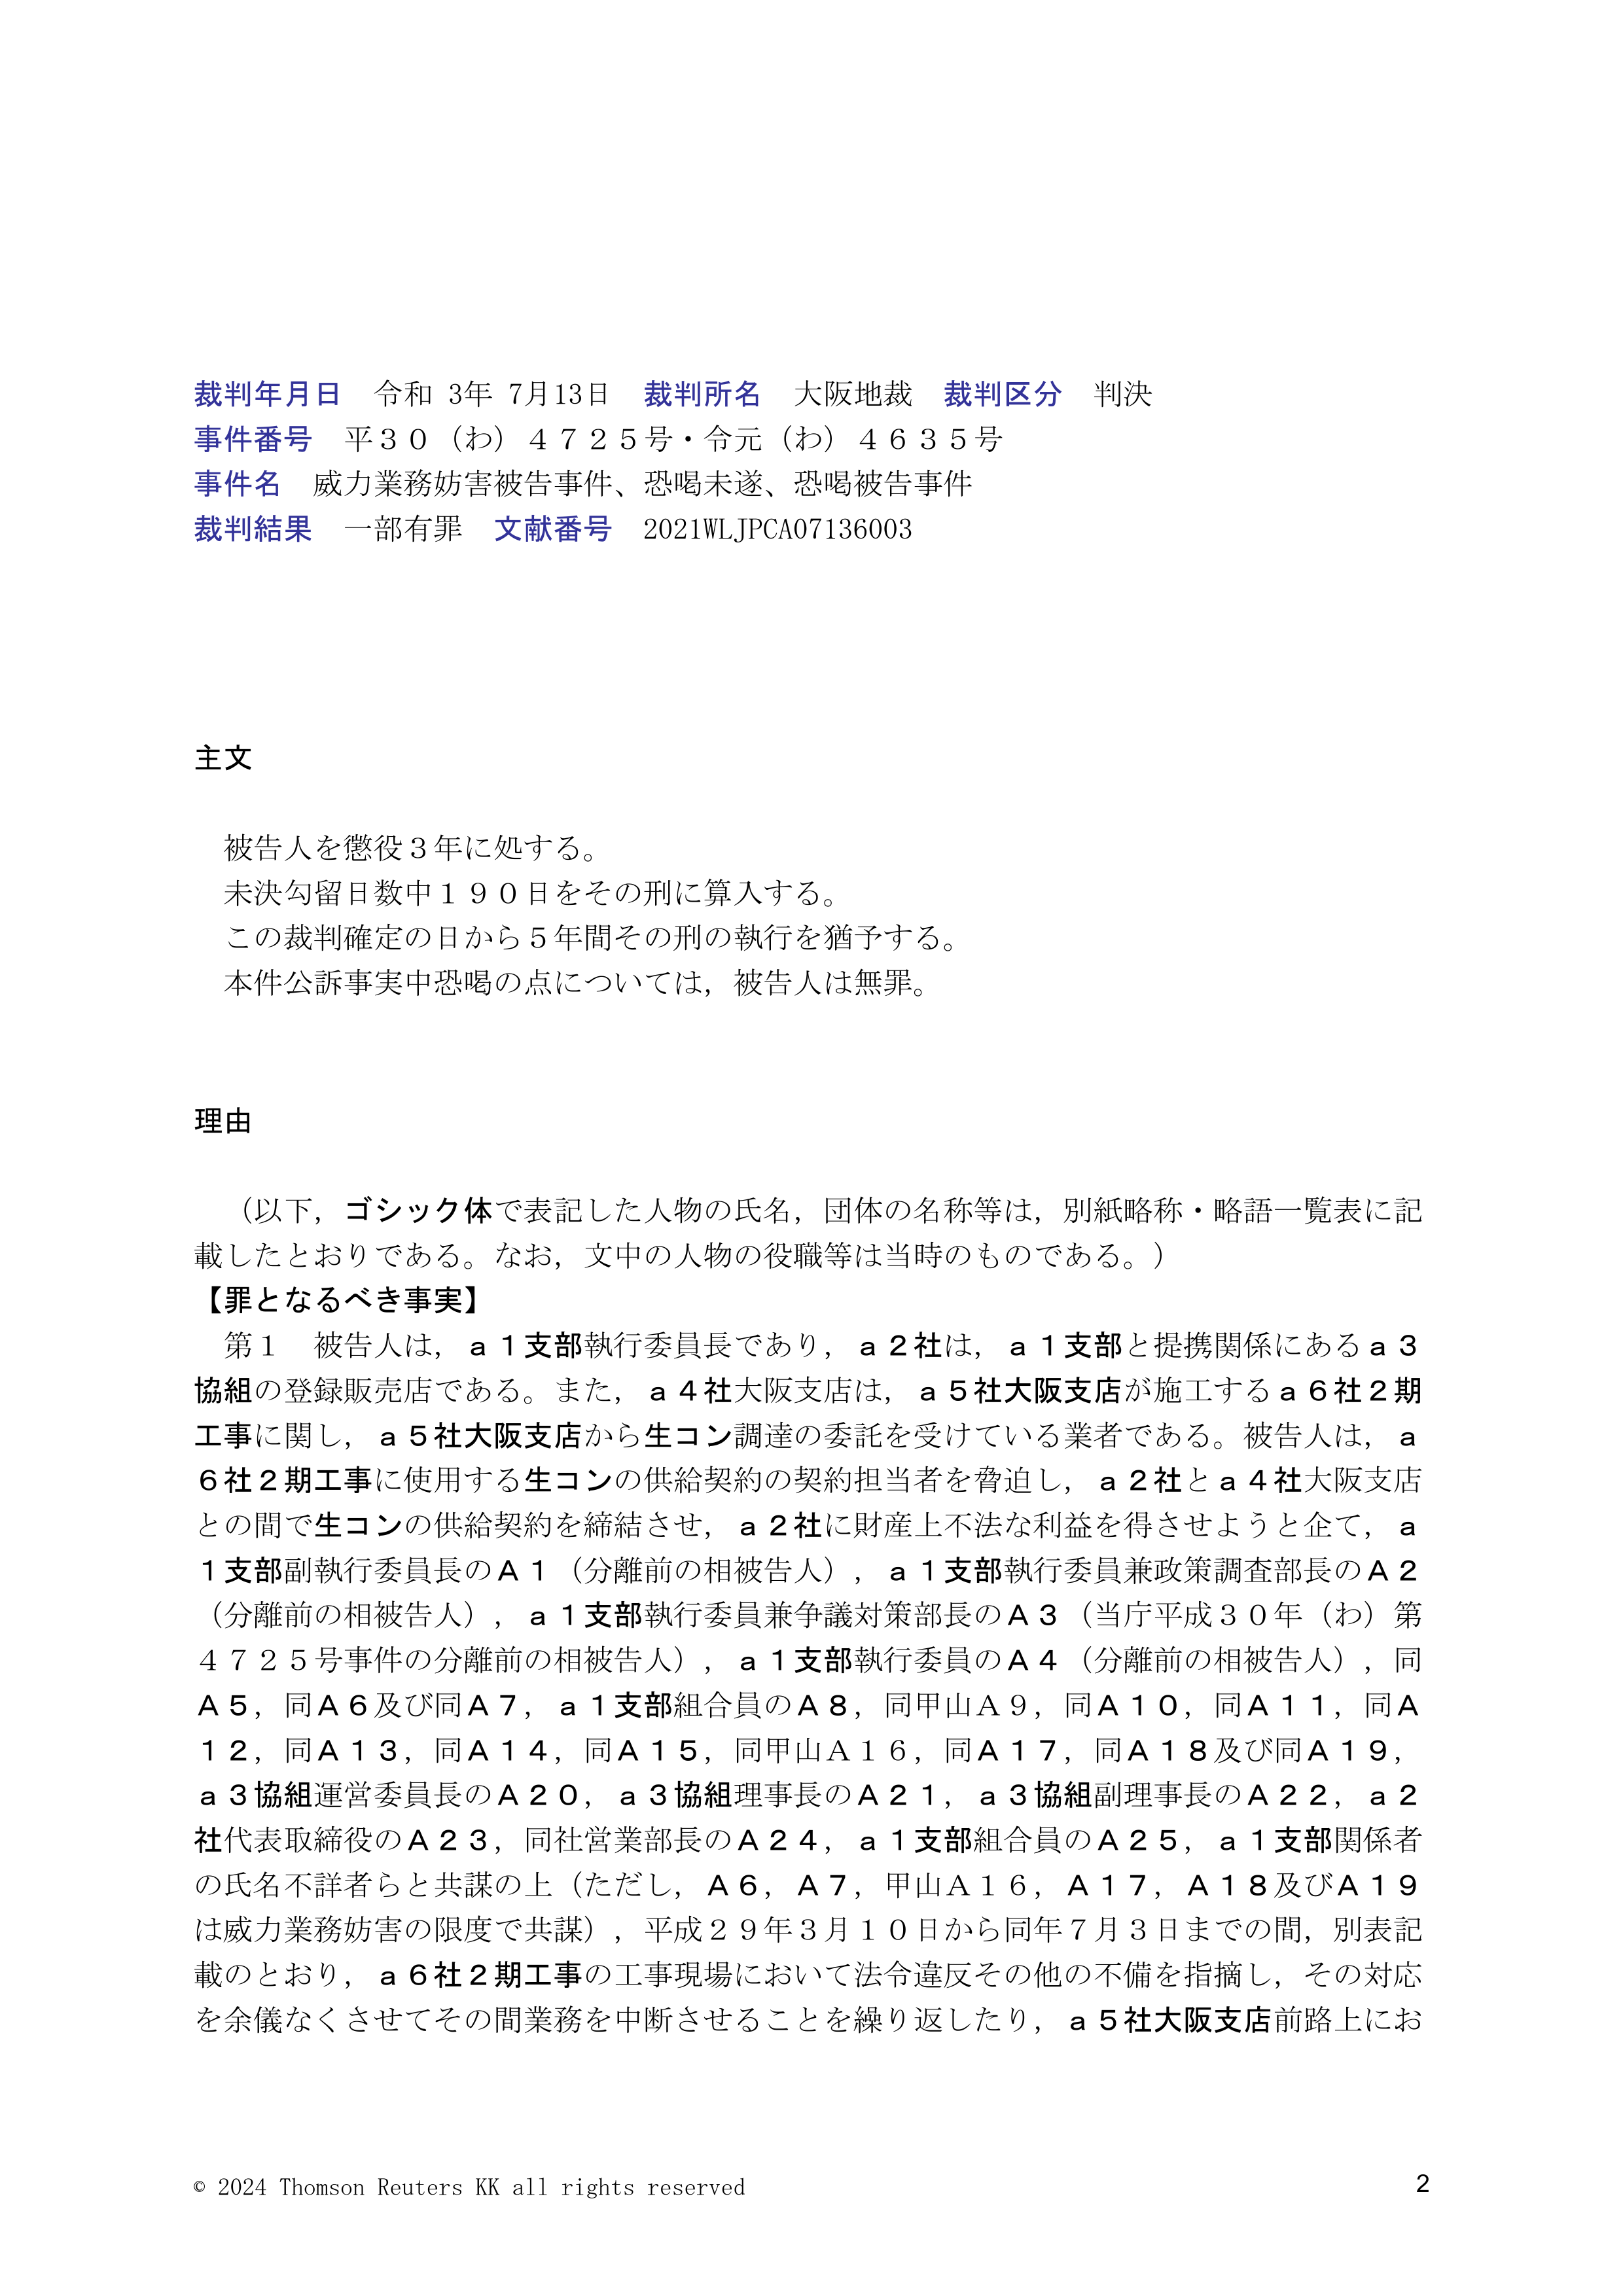 裁判年月日　令和 3年 7月13日　裁判所名　大阪地裁　裁判区分　判決
事件番号　平３０（わ）４７２５号・令元（わ）４６３５号
事件名　威力業務妨害被告事件、恐喝未遂、恐喝被告事件
裁判結果　一部有罪　文献番号　2021WLJPCA07136003
主文
被告人を懲役３年に処する。
未決勾留日数中１９０日をその刑に算入する。
この裁判確定の日から５年間その刑の執行を猶予する。
本件公訴事実中恐喝の点については，被告人は無罪。
理由
（以下，ゴシック体で表記した人物の氏名，団体の名称等は，別紙略称・略語一覧表に記
載したとおりである。なお，文中の人物の役職等は当時のものである。）
【罪となるべき事実】
第１　被告人は，ａ１支部執行委員長であり，ａ２社は，ａ１支部と提携関係にあるａ３
協組の登録販売店である。また，ａ４社大阪支店は，ａ５社大阪支店が施工するａ６社２期
工事に関し，ａ５社大阪支店から生コン調達の委託を受けている業者である。被告人は，ａ
６社２期工事に使用する生コンの供給契約の契約担当者を脅迫し，ａ２社とａ４社大阪支店
との間で生コンの供給契約を締結させ，ａ２社に財産上不法な利益を得させようと企て，ａ
１支部副執行委員長のＡ１（分離前の相被告人），ａ１支部執行委員兼政策調査部長のＡ２
（分離前の相被告人），ａ１支部執行委員兼争議対策部長のＡ３（当庁平成３０年（わ）第
４７２５号事件の分離前の相被告人），ａ１支部執行委員のＡ４（分離前の相被告人），同
Ａ５，同Ａ６及び同Ａ７，ａ１支部組合員のＡ８，同甲山Ａ９，同Ａ１０，同Ａ１１，同Ａ
１２，同Ａ１３，同Ａ１４，同Ａ１５，同甲山Ａ１６，同Ａ１７，同Ａ１８及び同Ａ１９，
ａ３協組運営委員長のＡ２０，ａ３協組理事長のＡ２１，ａ３協組副理事長のＡ２２，ａ２
社代表取締役のＡ２３，同社営業部長のＡ２４，ａ１支部組合員のＡ２５，ａ１支部関係者
の氏名不詳者らと共謀の上（ただし，Ａ６，Ａ７，甲山Ａ１６，Ａ１７，Ａ１８及びＡ１９
は威力業務妨害の限度で共謀），平成２９年３月１０日から同年７月３日までの間，別表記
載のとおり，ａ６社２期工事の工事現場において法令違反その他の不備を指摘し，その対応
を余儀なくさせてその間業務を中断させることを繰り返したり，ａ５社大阪支店前路上にお
© 2024 Thomson Reuters KK all rights reserved
2